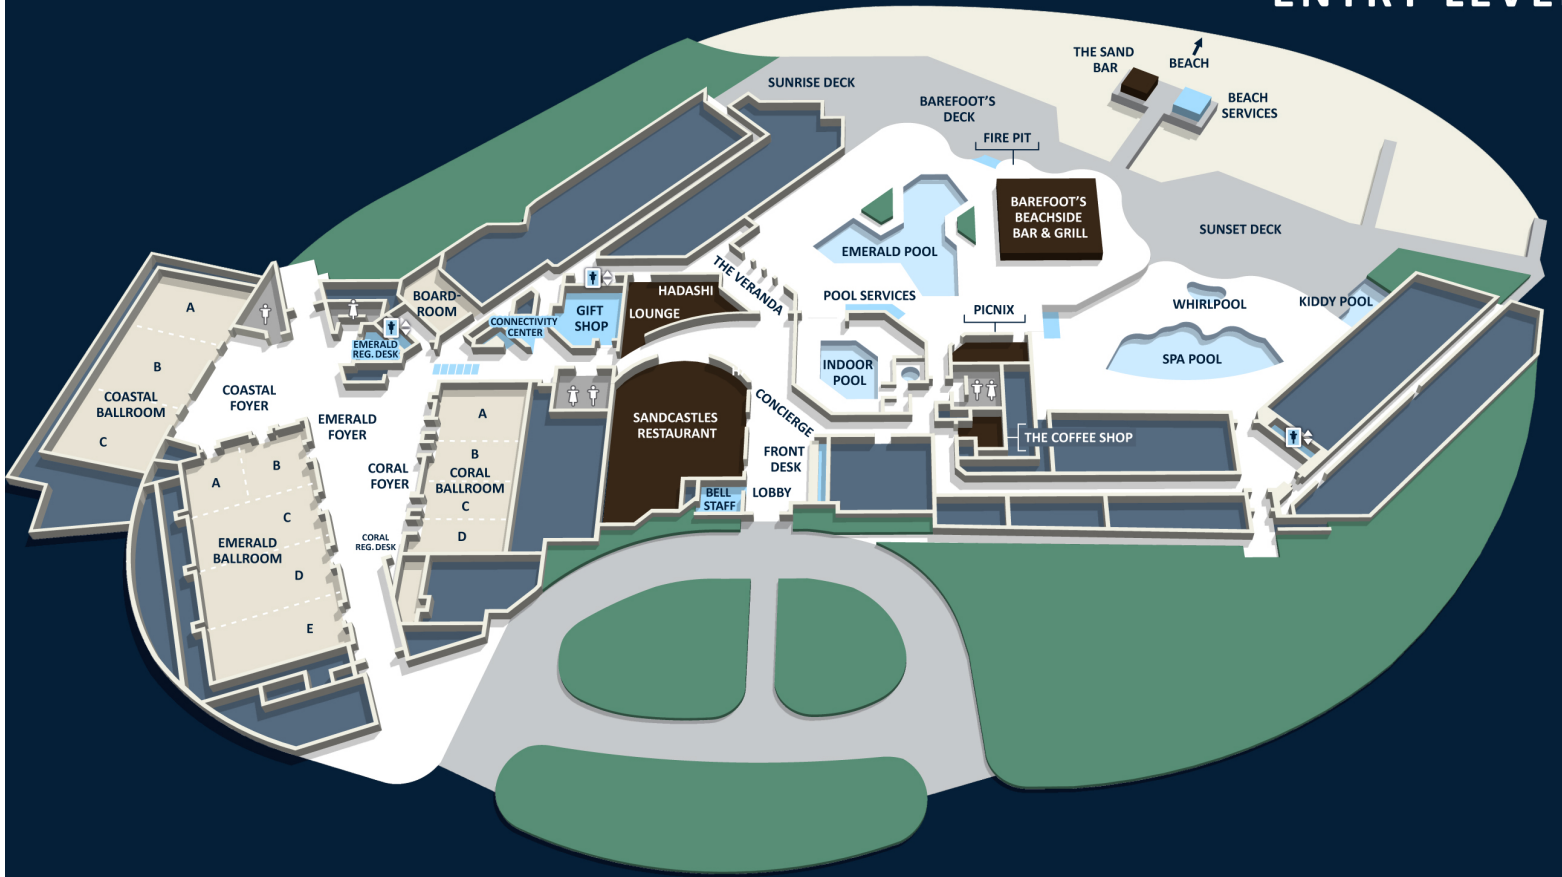 ENTRY LEVE
THE SAND
BAR
BEACH
BEACH
SERVICES
SUNRISE DECK
BAREFOOT'S
DECK
FIRE PIT
BAREFOOT'S
BEACHSIDE
BAR & GRILL
SUNSET DECK
EMERALD POOL
THE VERANDA
POOL SERVICES
PICNIX
WHIRLPOOL
KIDDY POOL
SPA POOL
INDOOR
POOL
HADASHI
LOUNGE
GIFT
SHOP
CONNECTIVITY
CENTER
BOARD-
ROOM
EMERALD
REG. DESK
A
B
COASTAL
BALLROOM
C
COASTAL
FOYER
EMERALD
FOYER
CORAL
FOYER
A
B
CORAL
BALLROOM
C
D
SANDCASTLES
RESTAURANT
CONCIERGE
FRONT
DESK
LOBBY
BELL
STAFF
THE COFFEE SHOP
CORAL
REG. DESK
A
B
C
EMERALD
BALLROOM
D
E